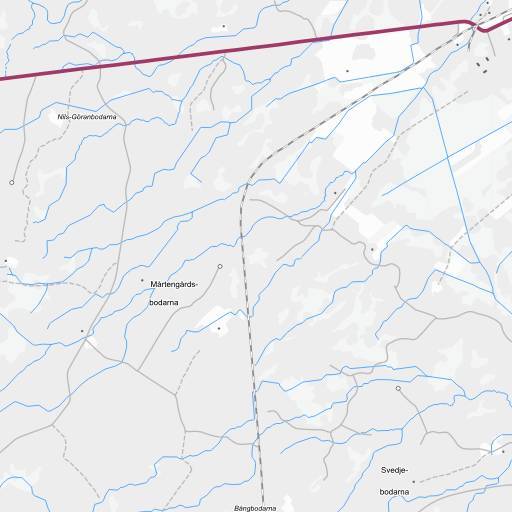 Nils-Göranbodarna
Mårtengårds-
bodarna
Svedje-
bodarna
Bångbodarna